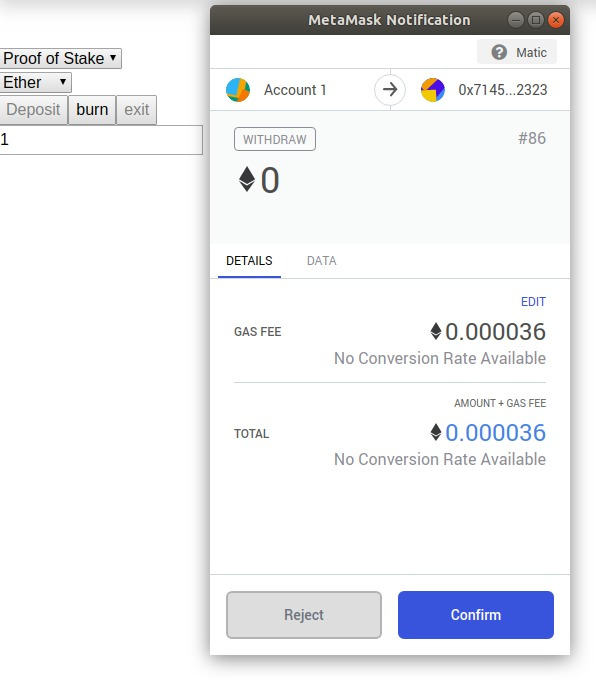 Proof of Stake
Ether
Deposit burn exit
1
MetaMask Notification
? Matic
Account 1 0x7145...2323
WITHDRAW #86
0
DETAILS DATA
EDIT
GAS FEE 0.000036
No Conversion Rate Available
AMOUNT + GAS FEE
TOTAL 0.000036
No Conversion Rate Available
Reject Confirm